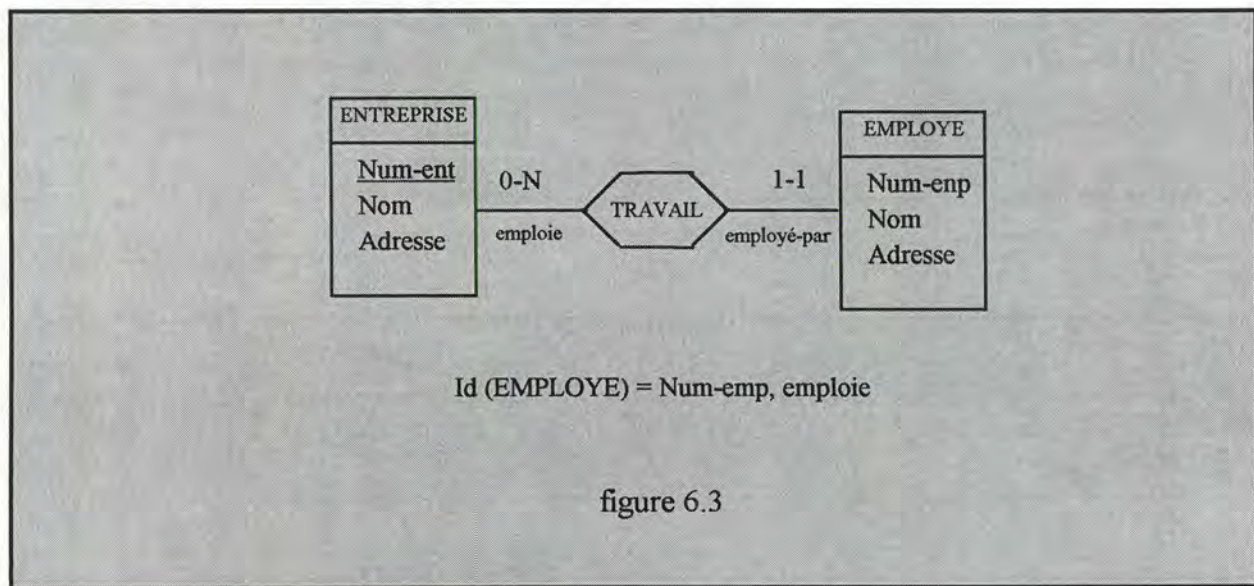 ENTREPRISE
Num-ent
Nom
Adresse
0-N
emploie
TRAVAIL
1-1
employé-par
EMPLOYE
Num-enp
Nom
Adresse
Id (EMPLOYE) = Num-emp, emploie
figure 6.3